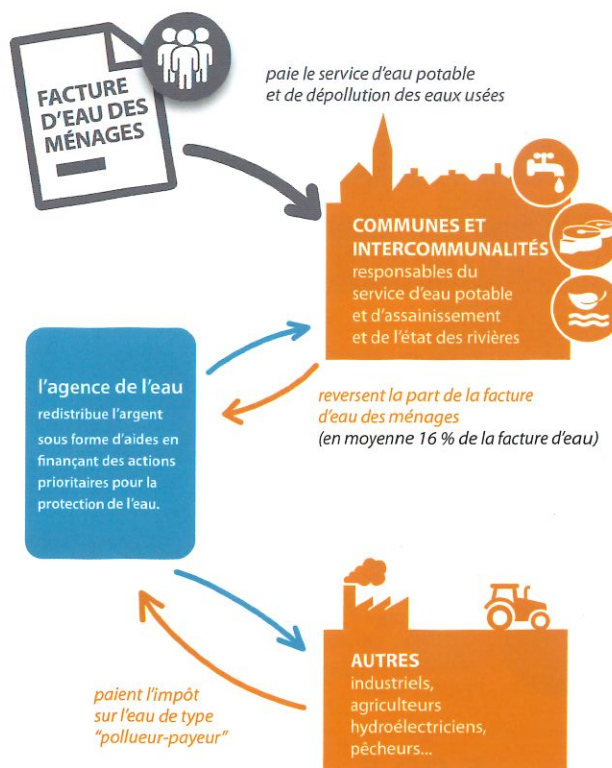 FACTURE
D'EAU DES
MÉNAGES
paie le service d'eau potable
et de dépollution des eaux usées
COMMUNES ET
INTERCOMMUNALITÉS
responsables du
service d'eau potable
et d'assainissement
et de l'état des rivières
l'agence de l'eau
redistribue l'argent
sous forme d'aides en
finançant des actions
prioritaires pour la
protection de l'eau.
reversent la part de la facture
d'eau des ménages
(en moyenne 16 % de la facture d'eau)
paient l'impôt
sur l'eau de type
"pollueur-payeur"
AUTRES
industriels,
agriculteurs
hydroélectriciens,
pêcheurs...